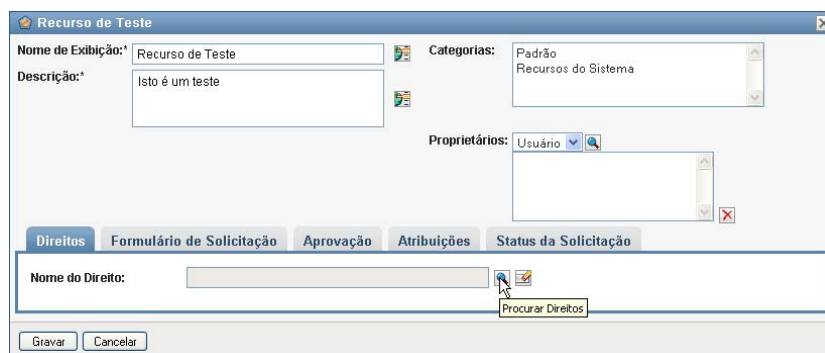 Recurso de Teste
Nome de Exibição:* Recurso de Teste
Categorias: Padrão
Recursos do Sistema
Descrição:* Isto é um teste
Proprietários: Usuário
Direitos Formulário de Solicitação Aprovação Atribuições Status da Solicitação
Nome do Direito:
Procurar Direitos
Gravar Cancelar